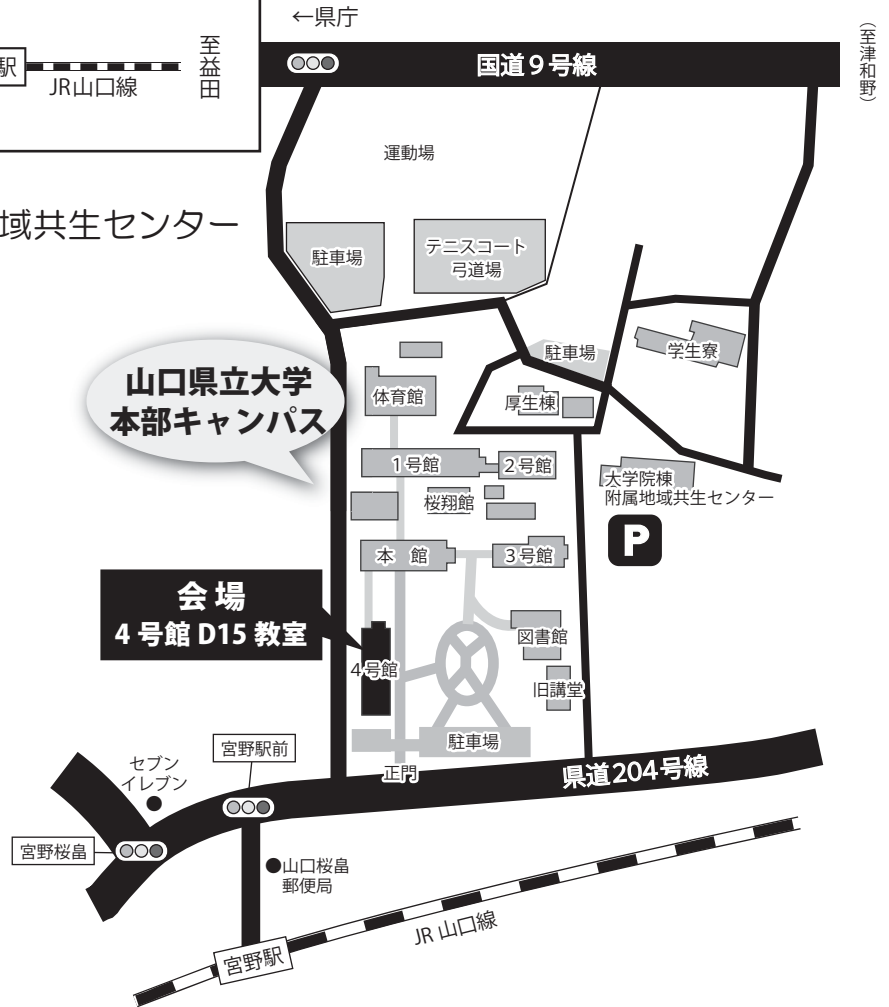 ←県庁
(至津和野)
駅
JR山口線
至益田
国道9号線
運動場
域共生センター
駐車場
テニスコート
弓道場
山口県立大学
本部キャンパス
体育館
駐車場
学生寮
厚生棟
1号館
2号館
桜翔館
大学院棟
附属地域共生センター
P
本 館
3号館
会場
4号館 D15 教室
4号館
図書館
旧講堂
駐車場
正門
県道204号線
セブン
イレブン
宮野駅前
宮野桜畠
●山口桜畠
郵便局
宮野駅
JR 山口線